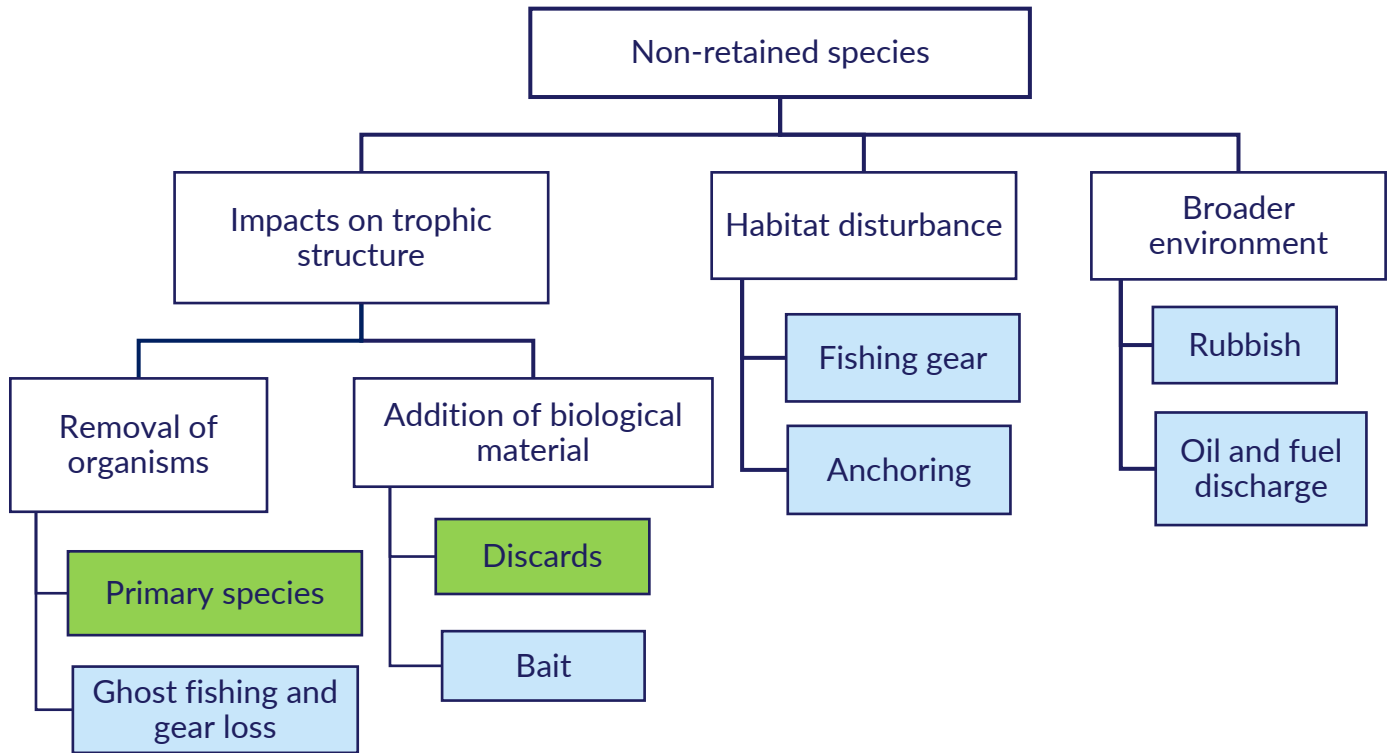 Non-retained species
Impacts on trophic
structure
Habitat disturbance
Broader
environment
Removal of
organisms
Addition of biological
material
Fishing gear
Anchoring
Rubbish
Oil and fuel
discharge
Primary species
Ghost fishing and
gear loss
Discards
Bait